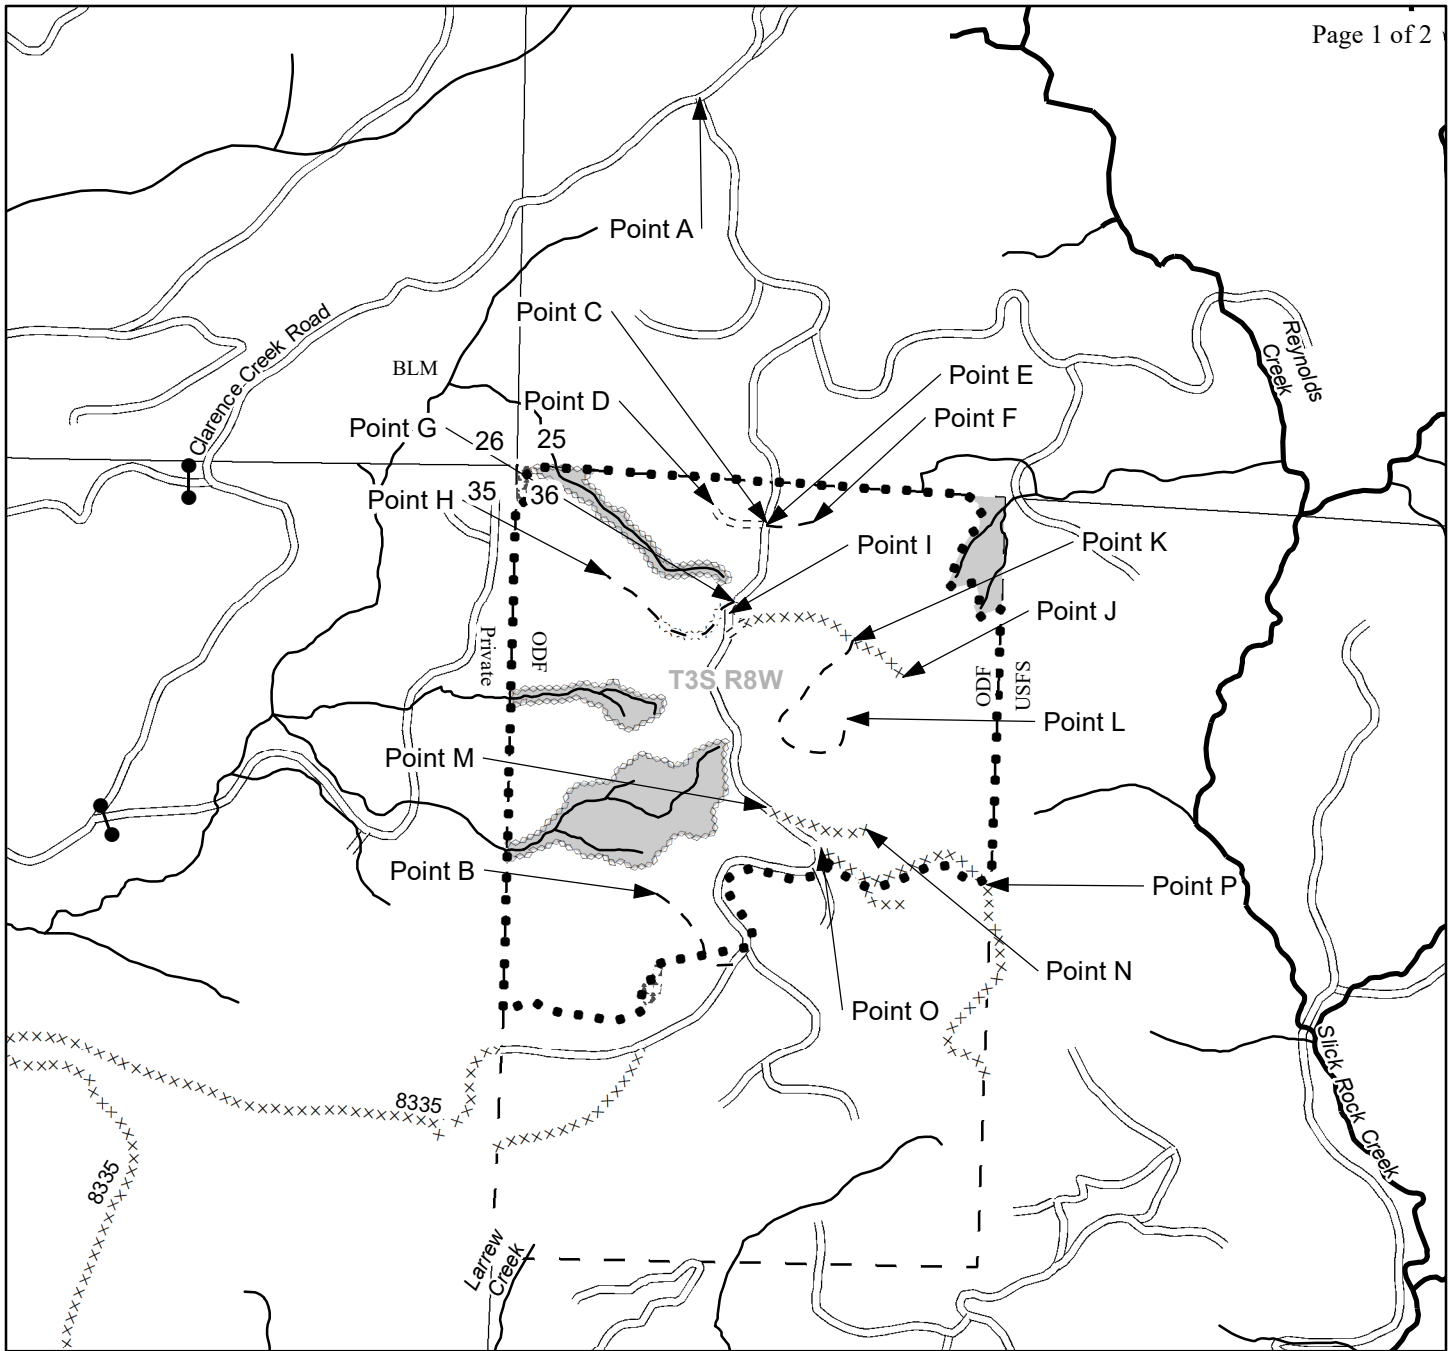 Page 1 of 2
Point A
Point C
Clarence Creek Road
Reynolds
Creek
BLM
Point E
Point D
Point F
Point G
26
25
35
36
Point H
Point I
Point K
Point J
Private
ODF
T3S R8W
ODF
USFS
Point L
Point M
Point B
Point P
Point N
Point O
Slick Rock Creek
8335
8335
Larrew
Creek